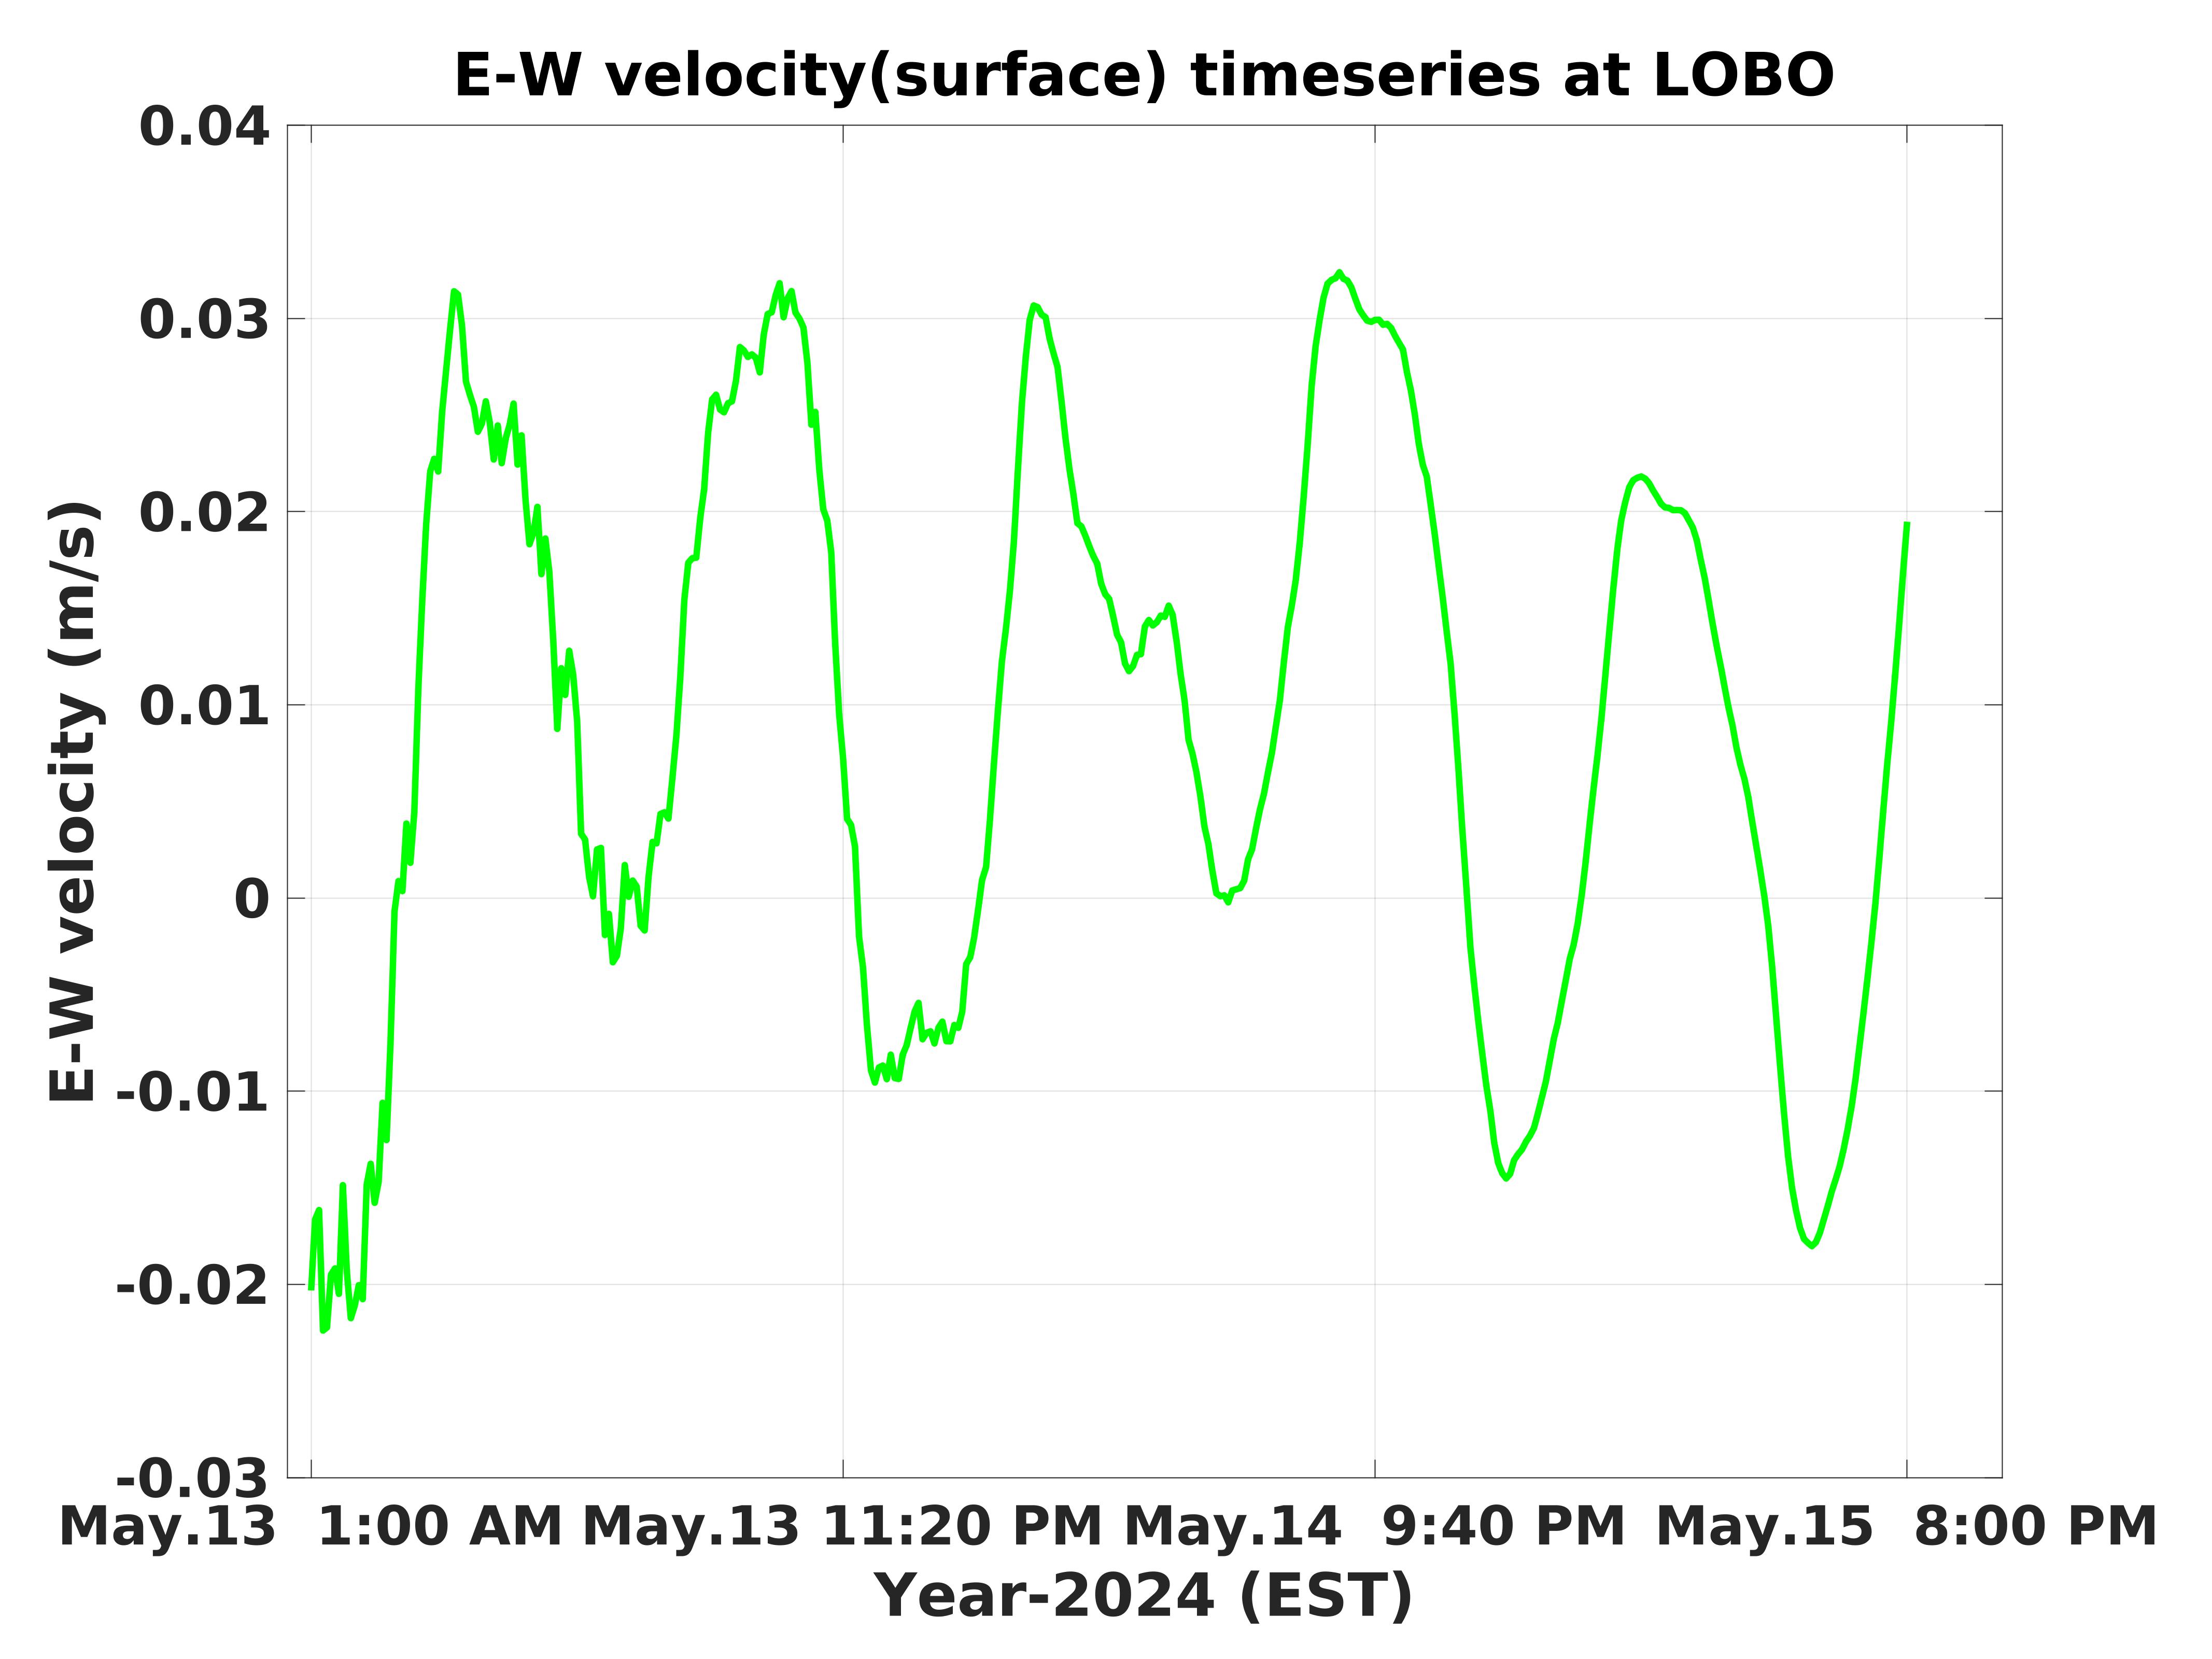 E-W velocity(surface) timeseries at LOBO
E-W velocity (m/s)
0.04
0.03
0.02
0.01
0
-0.01
-0.02
-0.03
May.13 1:00 AM May.13 11:20 PM May.14 9:40 PM May.15 8:00 PM
Year-2024 (EST)